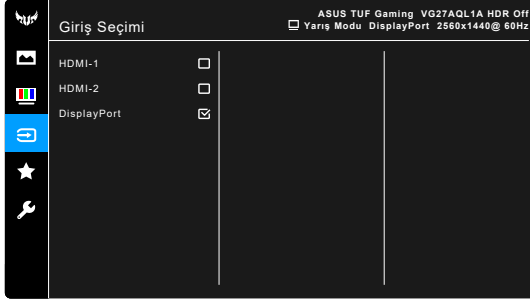 Giriş Seçimi
ASUS TUF Gaming VG27AQL1A HDR Off
Yarış Modu DisplayPort 2560x1440@ 60Hz
HDMI-1
HDMI-2
DisplayPort